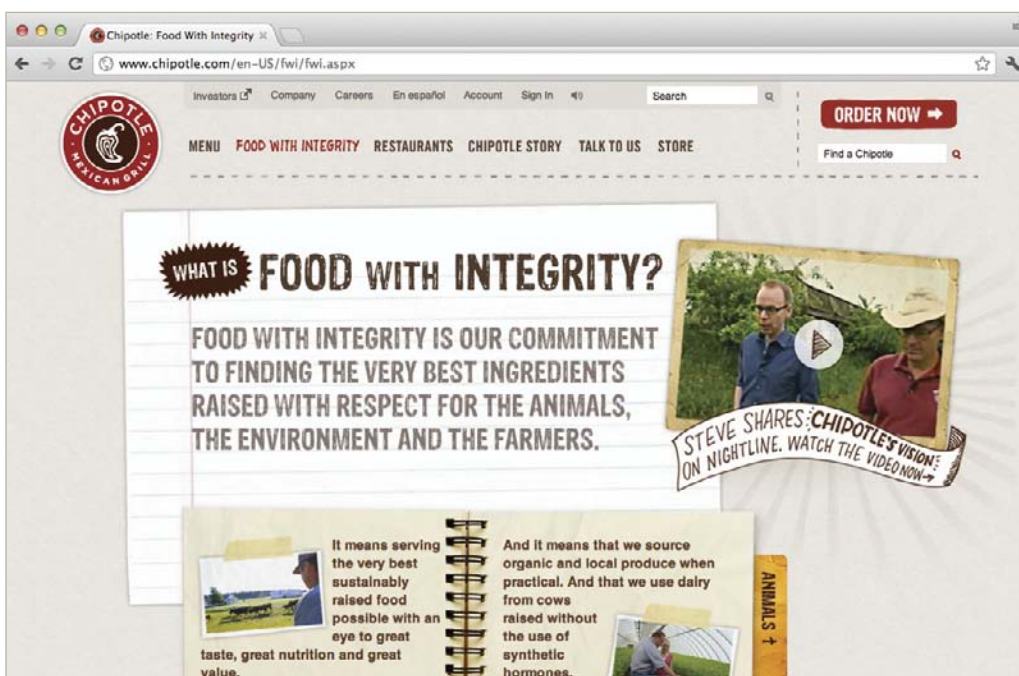 Chipotle: Food With Integrity
www.chipotle.com/en-US/fwi/fwi.aspx
Investors Company Careers En español Account Sign In Search
ORDER NOW
CHIPOTLE
MEXICAN GRILL
MENU FOOD WITH INTEGRITY RESTAURANTS CHIPOTLE STORY TALK TO US STORE
Find a Chipotle
WHAT IS FOOD WITH INTEGRITY?
FOOD WITH INTEGRITY IS OUR COMMITMENT
TO FINDING THE VERY BEST INGREDIENTS
RAISED WITH RESPECT FOR THE ANIMALS,
THE ENVIRONMENT AND THE FARMERS.
STEVE SHARES CHIPOTLE'S VISION
ON NIGHTLINE. WATCH THE VIDEO NOW
It means serving
the very best
sustainably
raised food
possible with an
eye to great
taste, great nutrition and great
value.
And it means that we source
organic and local produce when
practical. And that we use dairy
from cows
raised without
the use of
synthetic
hormones.
ANIMALS